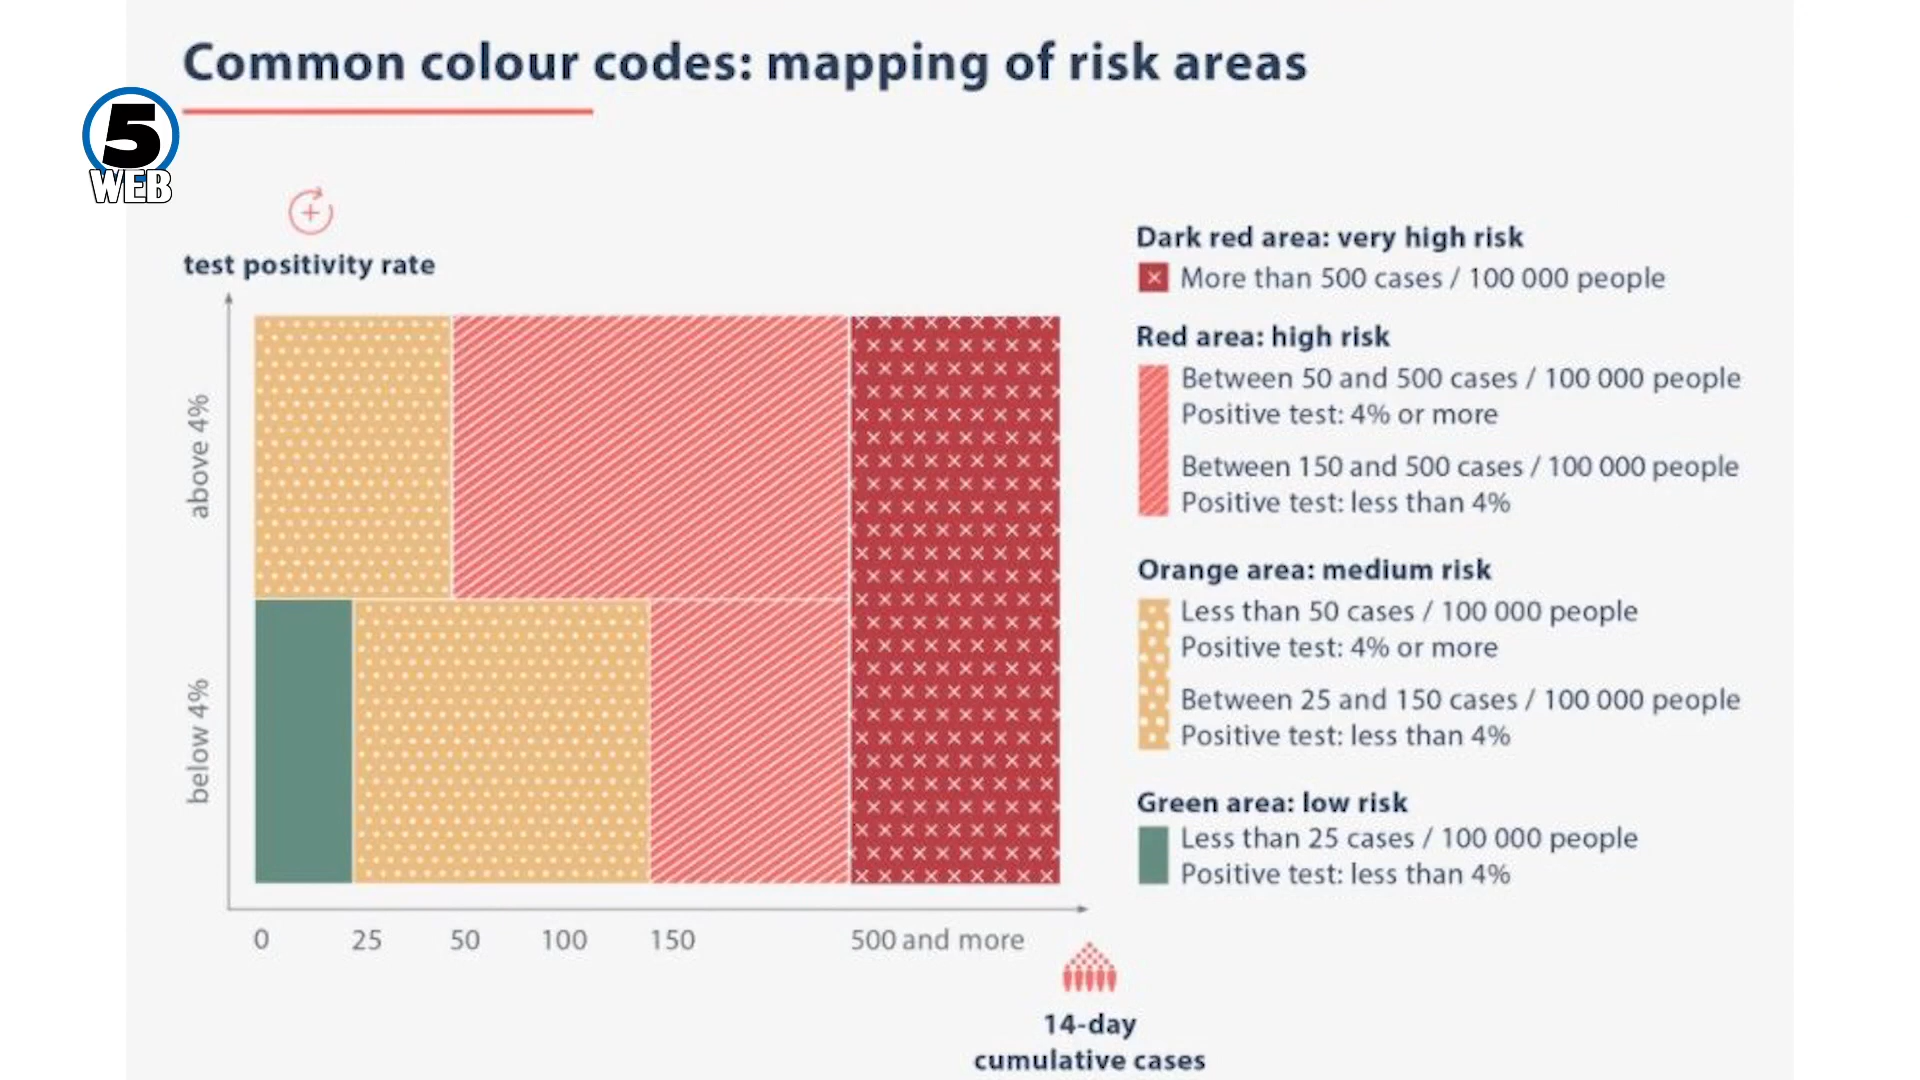 Common colour codes: mapping of risk areas
5
WEB
test positivity rate
above 4%
below 4%
0 25 50 100 150 500 and more
14-day
cumulative cases
Dark red area: very high risk
More than 500 cases / 100 000 people
Red area: high risk
Between 50 and 500 cases / 100 000 people
Positive test: 4% or more
Between 150 and 500 cases / 100 000 people
Positive test: less than 4%
Orange area: medium risk
Less than 50 cases / 100 000 people
Positive test: 4% or more
Between 25 and 150 cases / 100 000 people
Positive test: less than 4%
Green area: low risk
Less than 25 cases / 100 000 people
Positive test: less than 4%